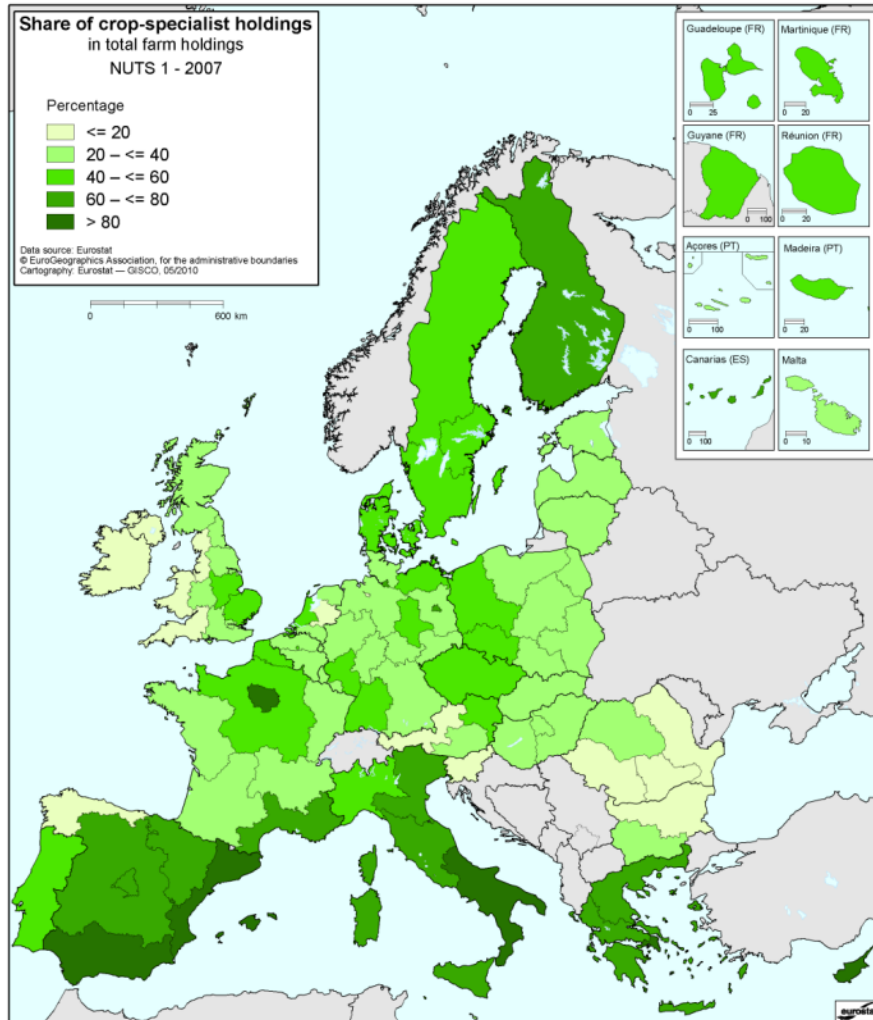 Share of crop-specialist holdings
in total farm holdings
NUTS 1 - 2007
Percentage
<= 20
20 – <= 40
40 – <= 60
60 – <= 80
> 80
Data source: Eurostat
© EuroGeographics Association, for the administrative boundaries
Cartography: Eurostat — GISCO, 05/2010
0 600 km
Guadeloupe (FR)
0 25
Martinique (FR)
0 20
Guyane (FR)
0 100
Réunion (FR)
0 20
Açores (PT)
0 100
Madeira (PT)
0 20
Canarias (ES)
0 100
Malta
0 10
eurostat